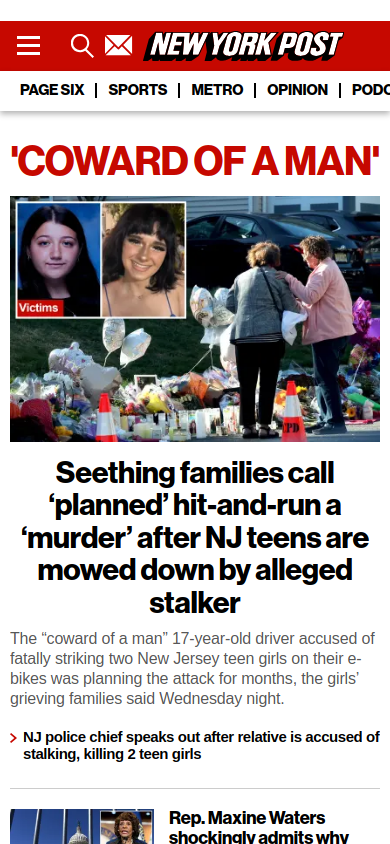 NEW YORK POST
PAGE SIX
SPORTS
METRO
OPINION
PODC
'COWARD OF A MAN'
Victims
PD
Seething families call
‘planned’ hit-and-run a
‘murder’ after NJ teens are
mowed down by alleged
stalker
The “coward of a man” 17-year-old driver accused of
fatally striking two New Jersey teen girls on their e-
bikes was planning the attack for months, the girls’
grieving families said Wednesday night.
NJ police chief speaks out after relative is accused of
stalking, killing 2 teen girls
Rep. Maxine Waters
shockingly admits why